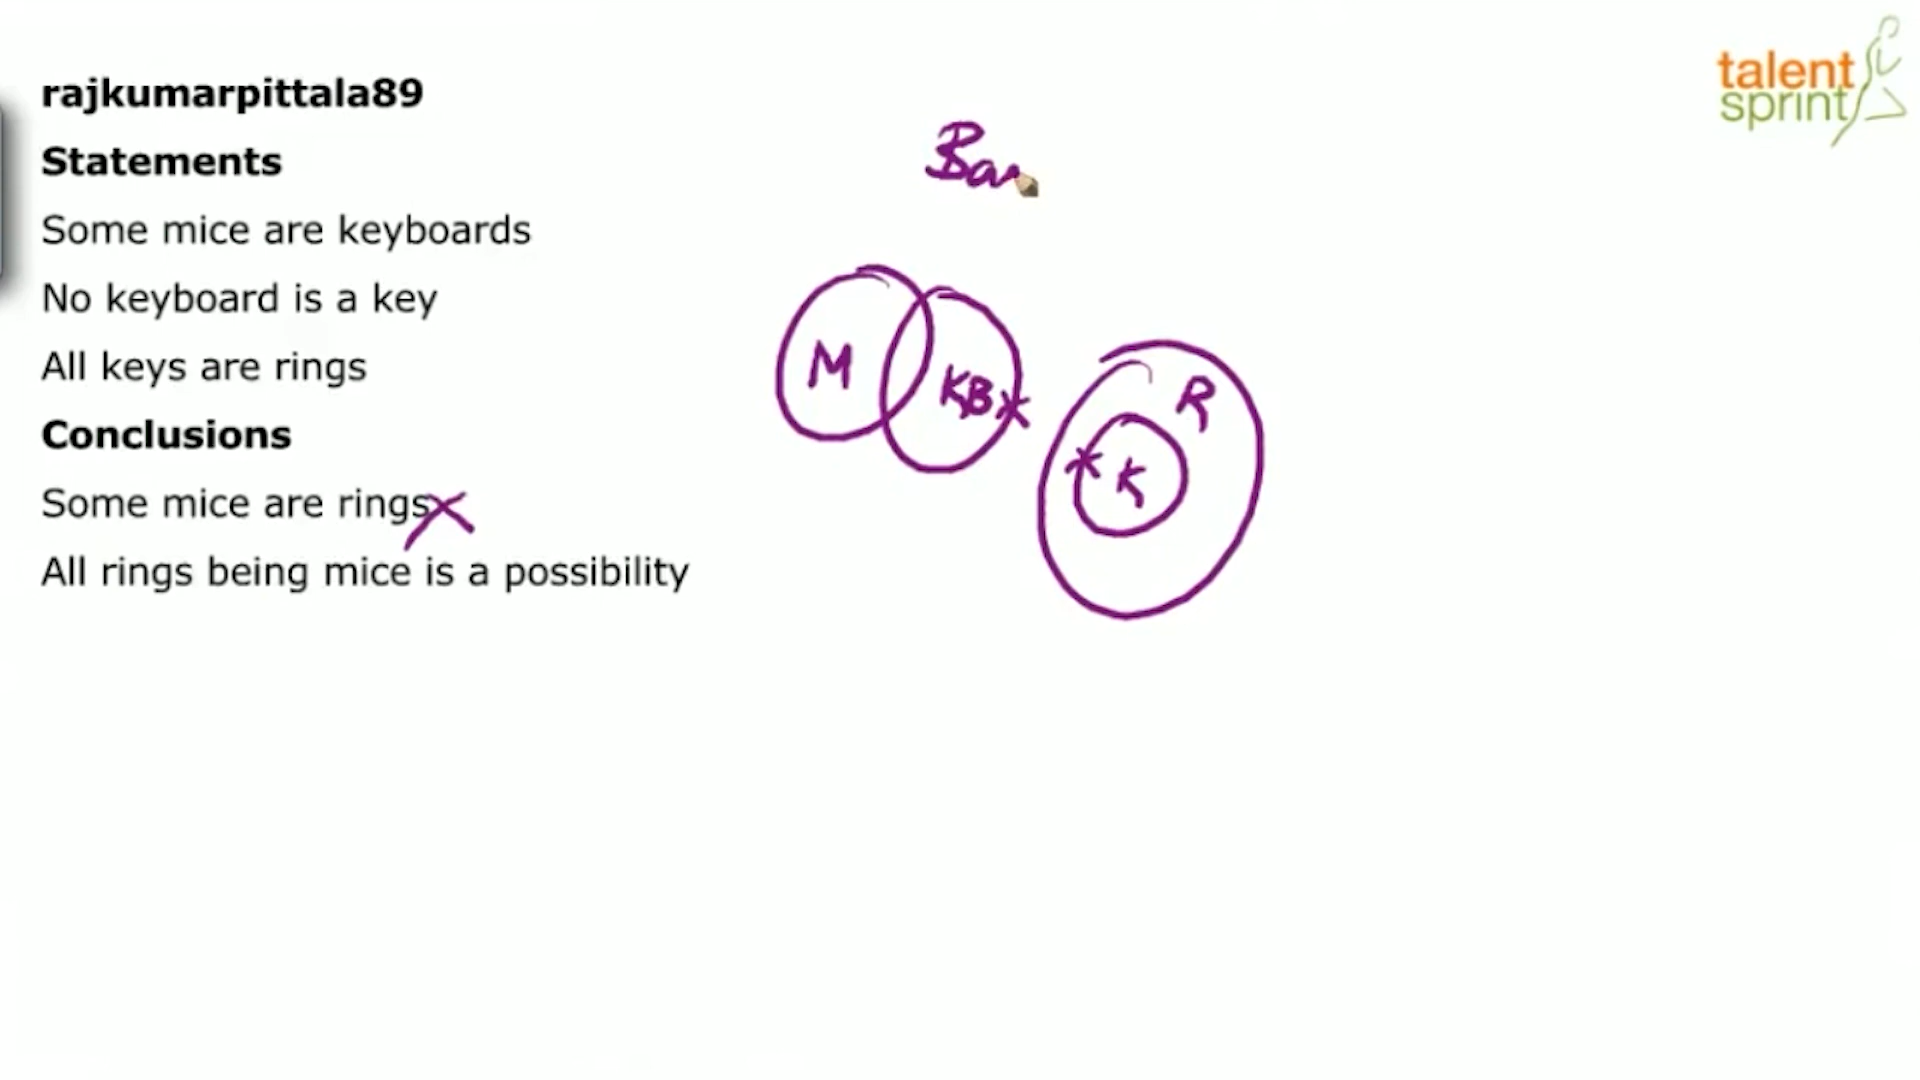 talent
sprint
rajkumarpittala89
Statements
Some mice are keyboards
No keyboard is a key
All keys are rings
Conclusions
Some mice are rings
All rings being mice is a possibility
Ban
M
KB
R
K